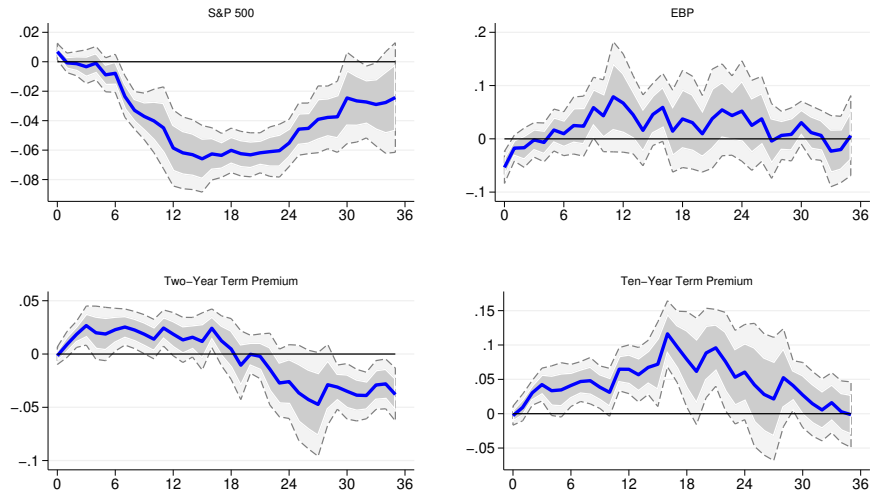 S&P 500
.02
0
−.02
−.04
−.06
−.08
0 6 12 18 24 30 36
EBP
.2
.1
0
−.1
0 6 12 18 24 30 36
Two−Year Term Premium
.05
0
−.05
−.1
0 6 12 18 24 30 36
Ten−Year Term Premium
.15
.1
.05
0
−.05
0 6 12 18 24 30 36